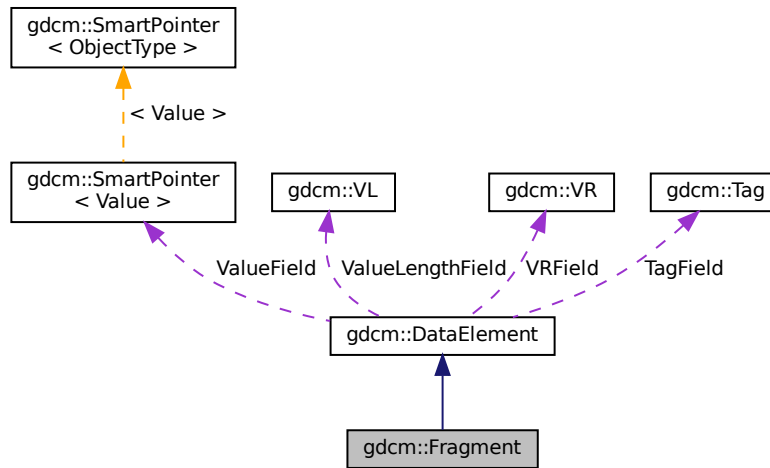 gdcm::SmartPointer
< ObjectType >
< Value >
gdcm::SmartPointer
< Value >
gdcm::VL
gdcm::VR
gdcm::Tag
ValueField
ValueLengthField
VRField
TagField
gdcm::DataElement
gdcm::Fragment